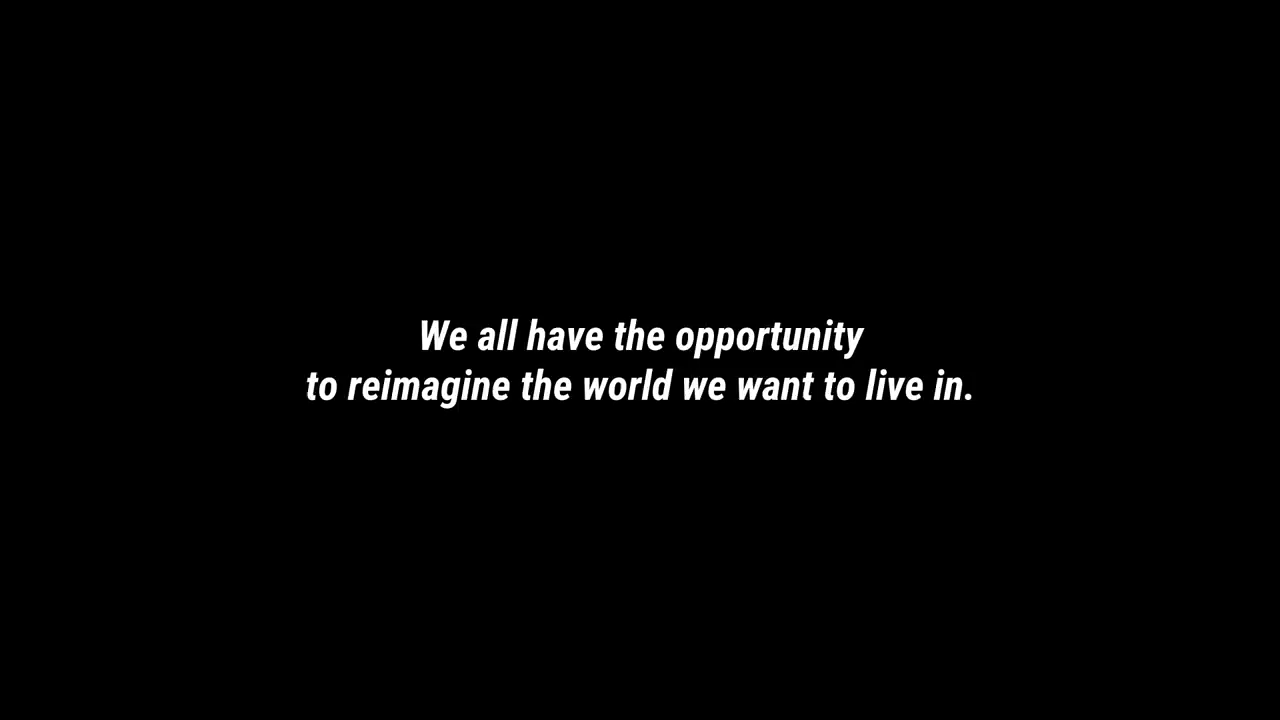 We all have the opportunity
to reimagine the world we want to live in.